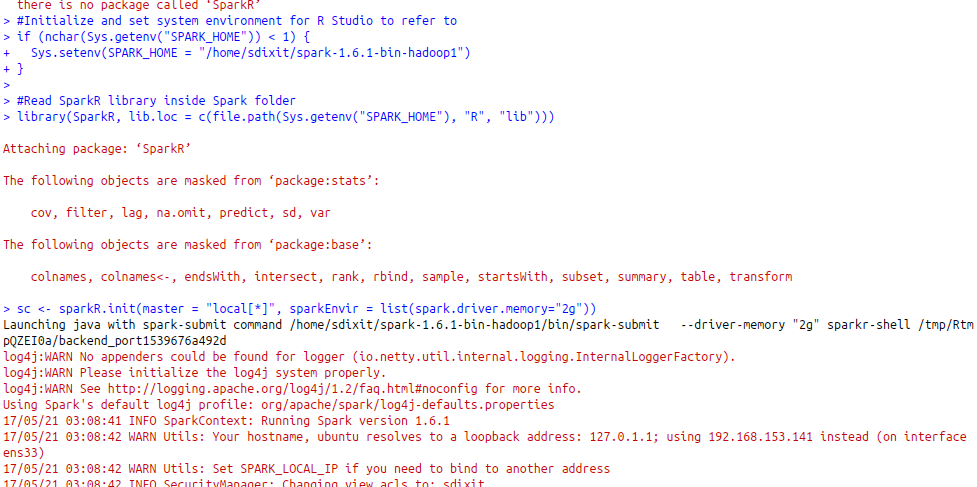 there is no package called ‘SparkR’
> #Initialize and set system environment for R Studio to refer to
> if (nchar(Sys.getenv("SPARK_HOME")) < 1) {
+   Sys.setenv(SPARK_HOME = "/home/sdixit/spark-1.6.1-bin-hadoop1")
+ }
>
> #Read SparkR library inside Spark folder
> library(SparkR, lib.loc = c(file.path(Sys.getenv("SPARK_HOME"), "R", "lib")))
Attaching package: ‘SparkR’
The following objects are masked from ‘package:stats’:
    cov, filter, lag, na.omit, predict, sd, var
The following objects are masked from ‘package:base’:
    colnames, colnames<-, endsWith, intersect, rank, rbind, sample, startsWith, subset, summary, table, transform
> sc <- sparkR.init(master = "local[*]", sparkEnvir = list(spark.driver.memory="2g"))
Launching java with spark-submit command /home/sdixit/spark-1.6.1-bin-hadoop1/bin/spark-submit   --driver-memory "2g" sparkr-shell /tmp/Rtm
pQZEI0a/backend_port1539676a492d
log4j:WARN No appenders could be found for logger (io.netty.util.internal.logging.InternalLoggerFactory).
log4j:WARN Please initialize the log4j system properly.
log4j:WARN See http://logging.apache.org/log4j/1.2/faq.html#noconfig for more info.
Using Spark's default log4j profile: org/apache/spark/log4j-defaults.properties
17/05/21 03:08:41 INFO SparkContext: Running Spark version 1.6.1
17/05/21 03:08:42 WARN Utils: Your hostname, ubuntu resolves to a loopback address: 127.0.1.1; using 192.168.153.141 instead (on interface
ens33)
17/05/21 03:08:42 WARN Utils: Set SPARK_LOCAL_IP if you need to bind to another address
17/05/21 03:08:42 INFO SecurityManager: Changing view acls to: sdixit